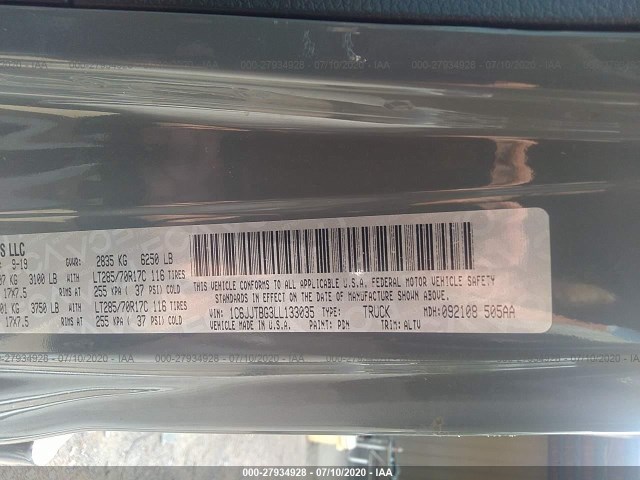 000-27934928 - 07/10/2020 - IAA
S LLC
9-19 GVWR: 2835 KG 6250 LB
3100 LB WITH LT285/70R17C 116 TIRES
17X7.5 RIMS AT 255 KPA ( 37 PSI) COLD
3750 LB WITH LT285/70R17C 116 TIRES
17X7.5 RIMS AT 255 KPA ( 37 PSI) COLD
THIS VEHICLE CONFORMS TO ALL APPLICABLE U.S.A. FEDERAL MOTOR VEHICLE SAFETY
STANDARDS IN EFFECT ON THE DATE OF MANUFACTURE SHOWN ABOVE.
VIN: 1C6JJTBG3LL133035 TYPE: TRUCK MDH: 092108 505AA
VEHICLE MADE IN U.S.A. PAINT: PDN TRIM: ALTV
000-27934928 - 07/10/2020 - IAA
000-27934928 - 07/10/2020 - IAA